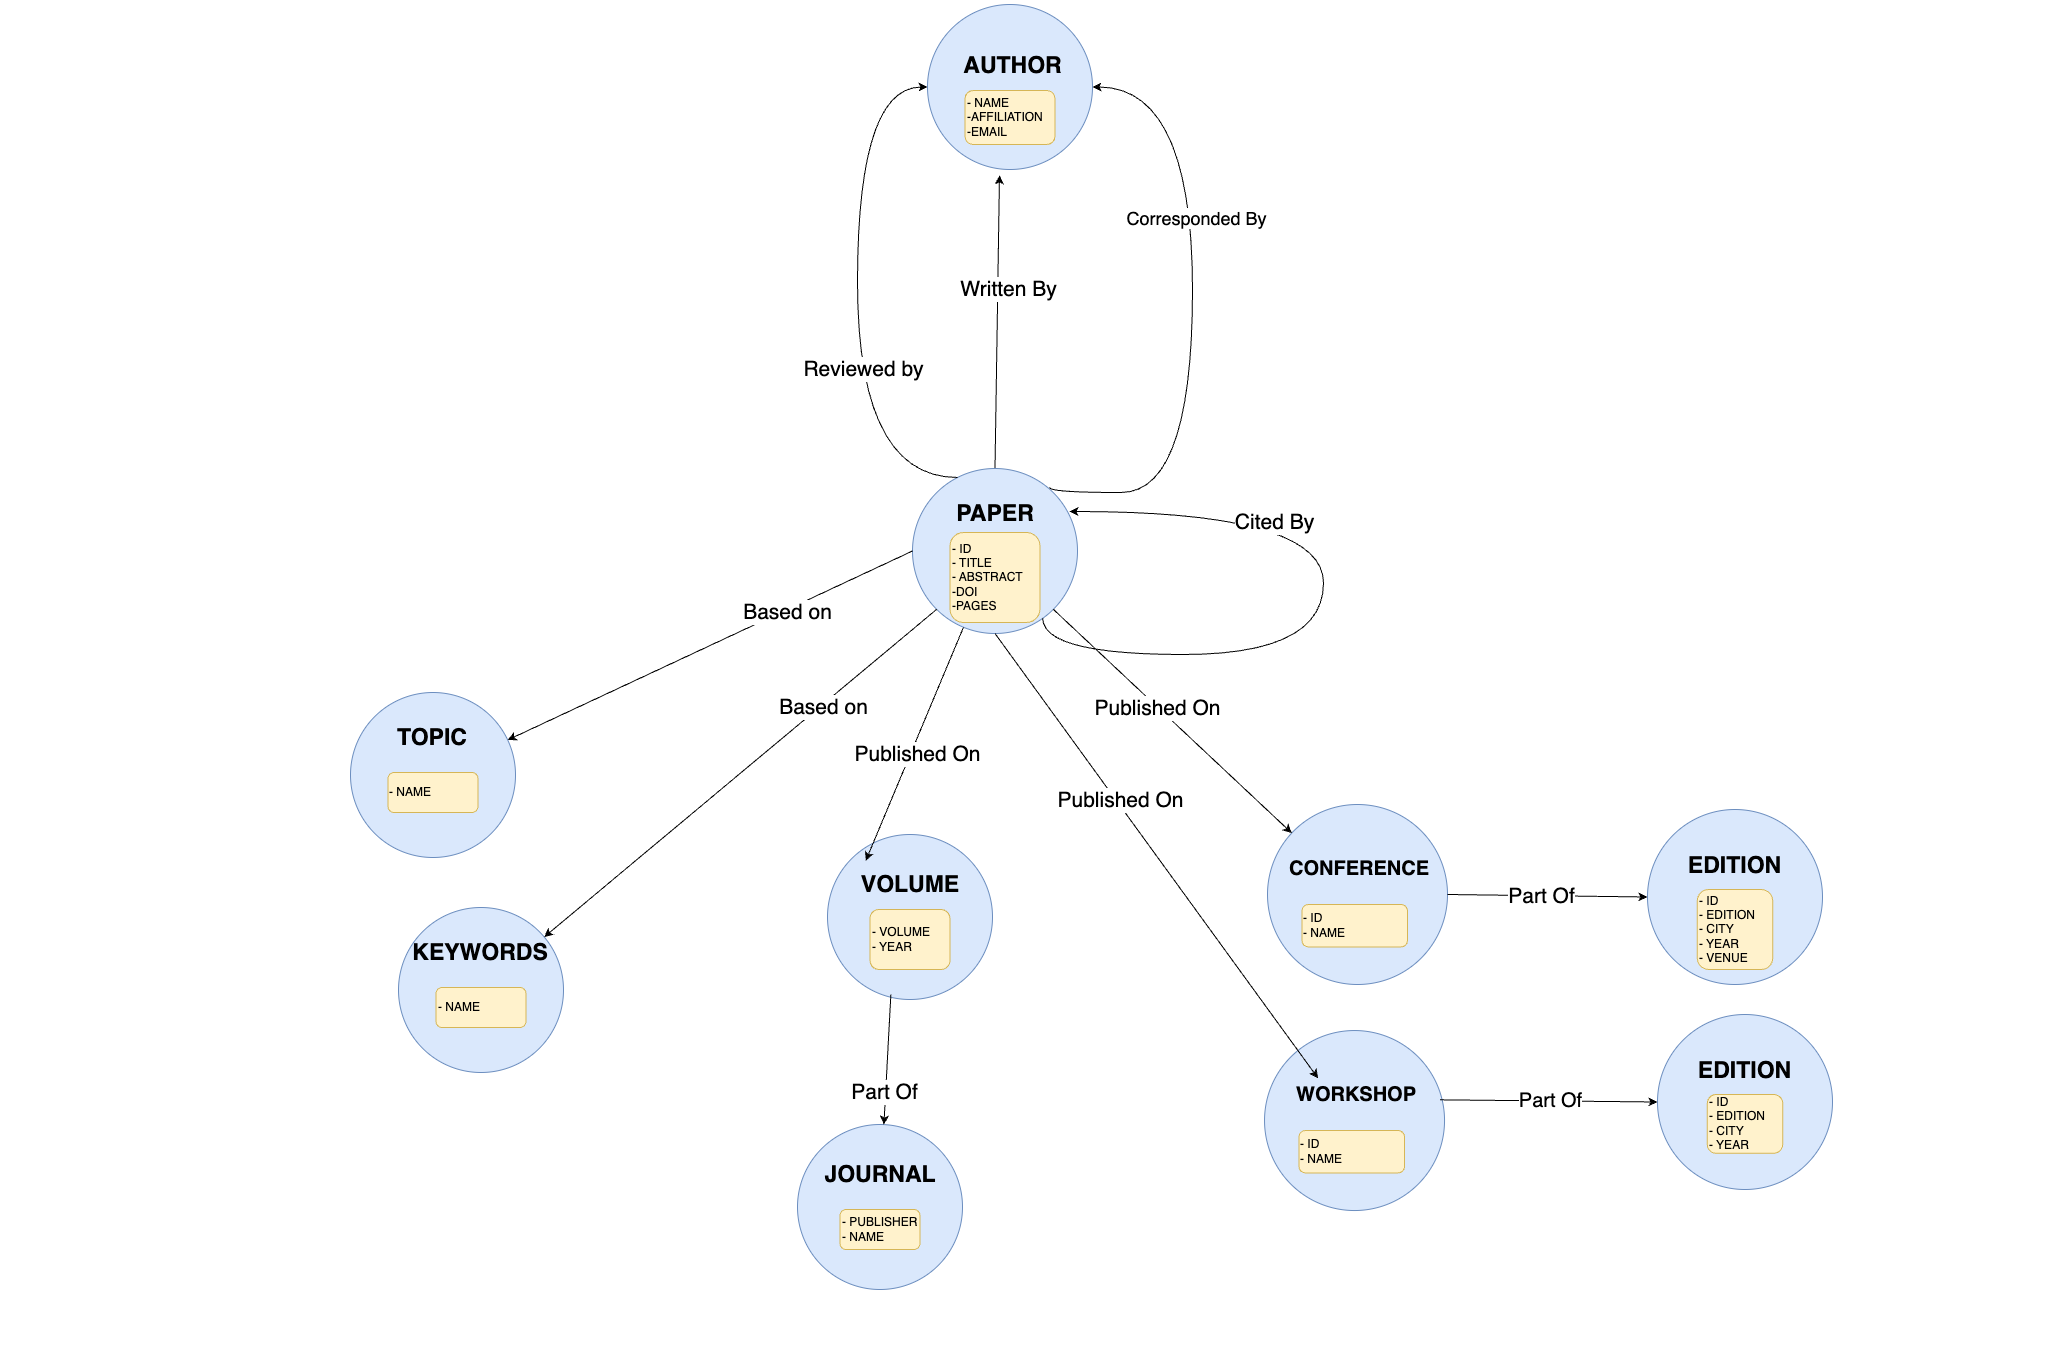 AUTHOR
- NAME
-AFFILIATION
-EMAIL
Corresponded By
Written By
Reviewed by
PAPER
- ID
- TITLE
- ABSTRACT
-DOI
-PAGES
Cited By
Based on
Based on
Published On
Published On
Published On
TOPIC
- NAME
KEYWORDS
- NAME
VOLUME
- VOLUME
- YEAR
Part Of
JOURNAL
- PUBLISHER
- NAME
CONFERENCE
- ID
- NAME
Part Of
EDITION
- ID
- EDITION
- CITY
- YEAR
- VENUE
WORKSHOP
- ID
- NAME
Part Of
EDITION
- ID
- EDITION
- CITY
- YEAR